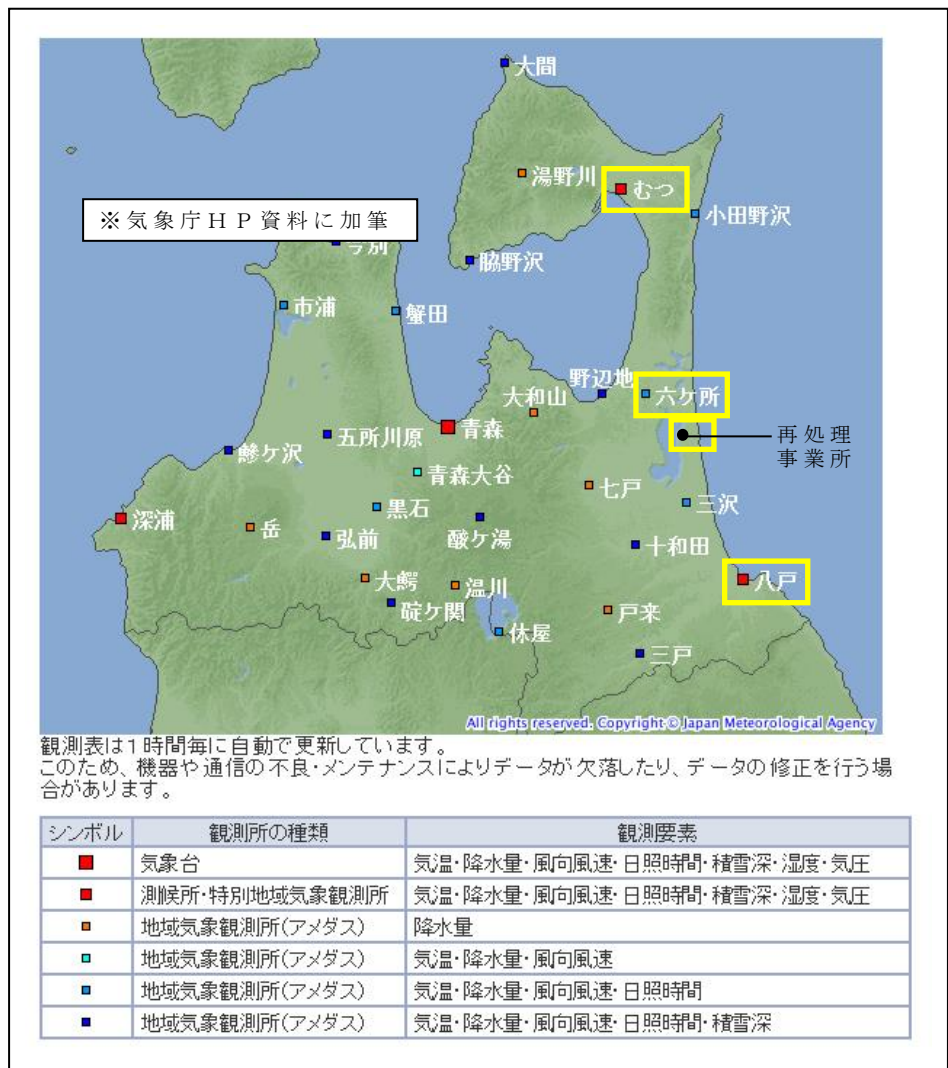 大間
湯野川
むつ
小田野沢
※気象庁HP資料に加筆
今別
脇野沢
市浦
蟹田
野辺地
大和山
六ケ所
青森
再処理
事業所
五所川原
鰺ケ沢
青森大谷
七戸
三沢
黒石
深浦
岳
弘前
酸ケ湯
十和田
大鰐
温川
八戸
碇ケ関
戸来
休屋
三戸
All rights reserved. Copyright © Japan Meteorological Agency
観測表は1時間毎に自動で更新しています。
このため、機器や通信の不良・メンテナンスによりデータが欠落したり、データの修正を行う場
合があります。
シンボル 観測所の種類 観測要素
気象台 気温・降水量・風向風速・日照時間・積雪深・湿度・気圧
測候所・特別地域気象観測所 気温・降水量・風向風速・日照時間・積雪深・湿度・気圧
地域気象観測所(アメダス) 降水量
地域気象観測所(アメダス) 気温・降水量・風向風速
地域気象観測所(アメダス) 気温・降水量・風向風速・日照時間
地域気象観測所(アメダス) 気温・降水量・風向風速・日照時間・積雪深